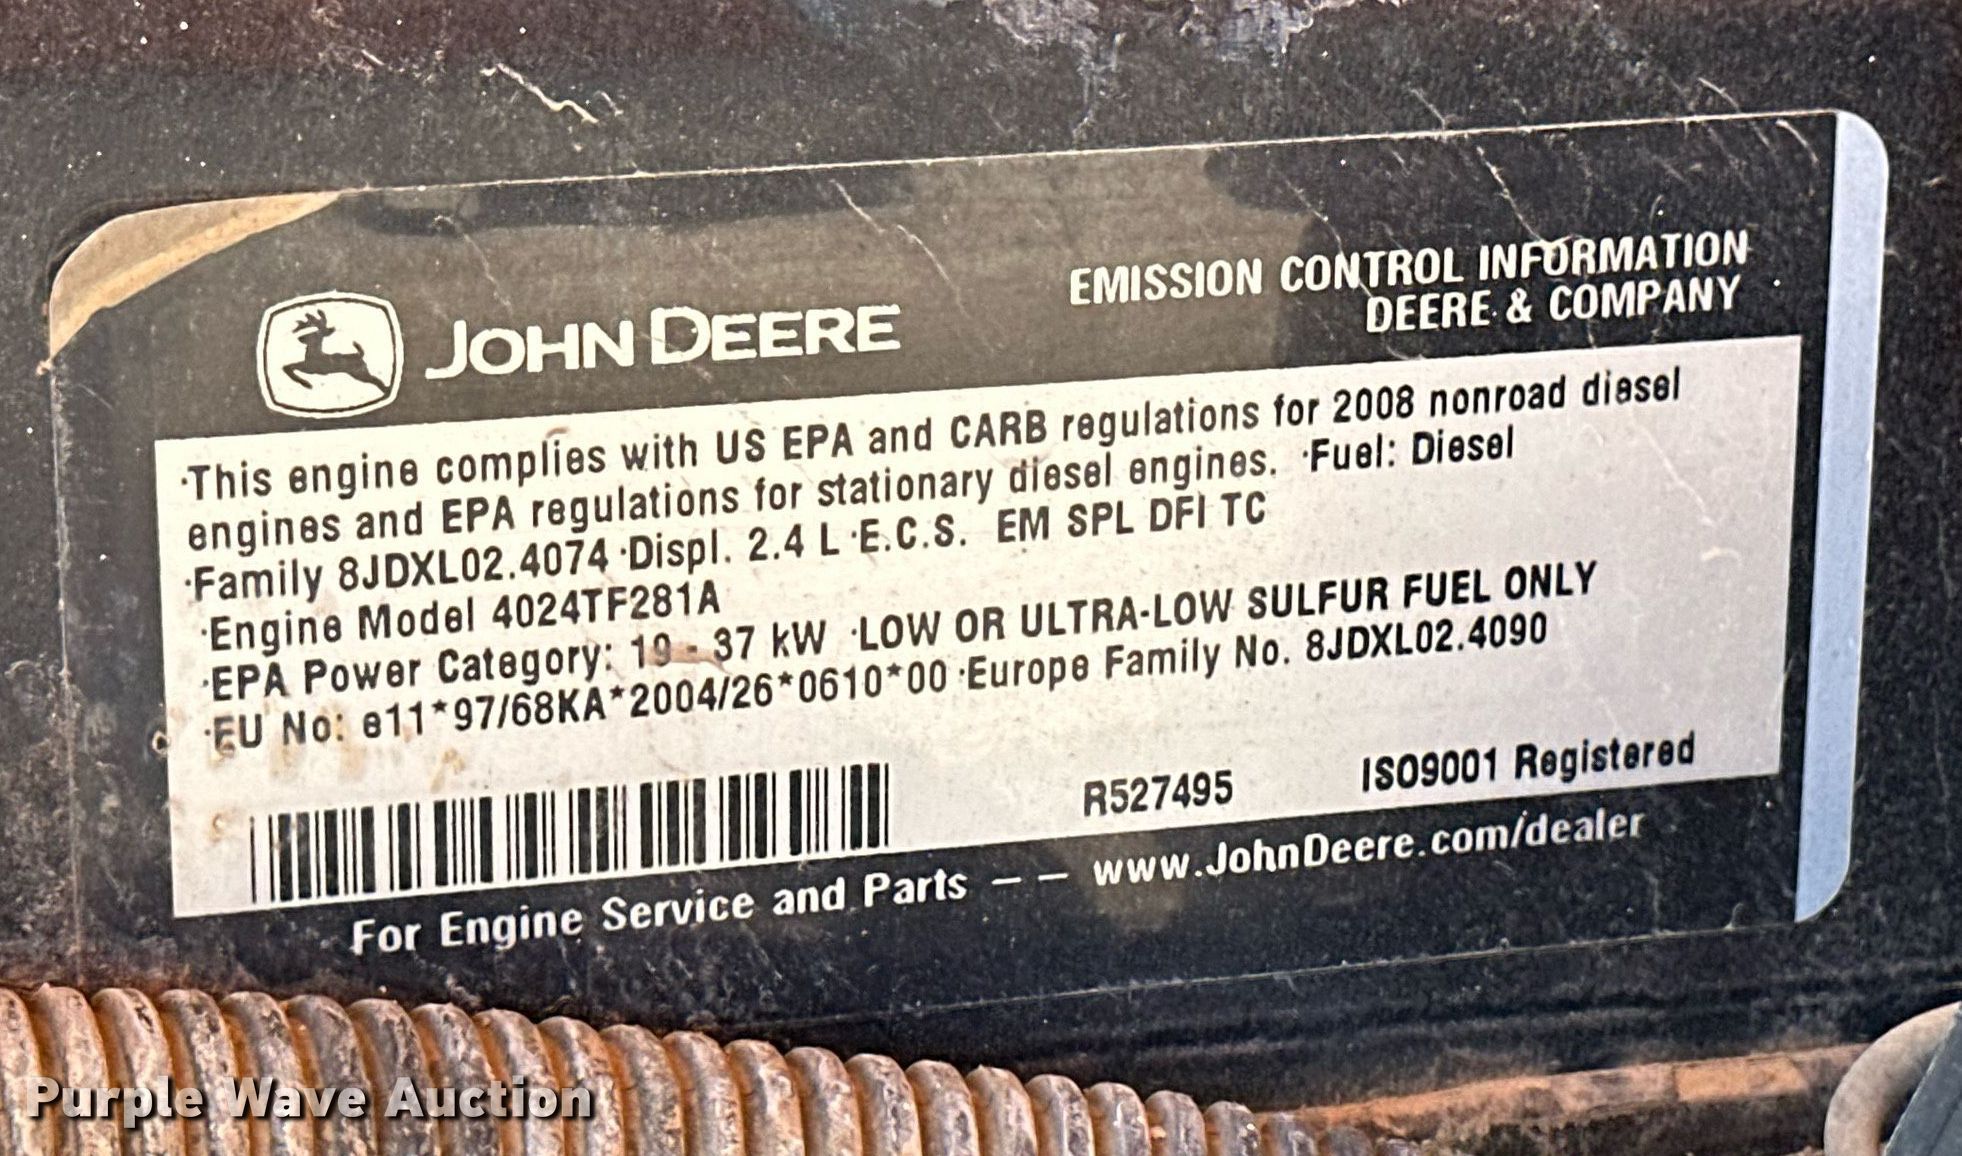 JOHN DEERE
EMISSION CONTROL INFORMATION
DEERE & COMPANY
·This engine complies with US EPA and CARB regulations for 2008 nonroad diesel
engines and EPA regulations for stationary diesel engines. ·Fuel: Diesel
·Family 8JDXL02.4074 ·Displ. 2.4 L ·E.C.S. EM SPL DFI TC
·Engine Model 4024TF281A
·EPA Power Category: 19 - 37 kW ·LOW OR ULTRA-LOW SULFUR FUEL ONLY
·EU No: e11*97/68KA*2004/26*0610*00 ·Europe Family No. 8JDXL02.4090
R527495 ISO9001 Registered
For Engine Service and Parts – – www.JohnDeere.com/dealer
Purple Wave Auction